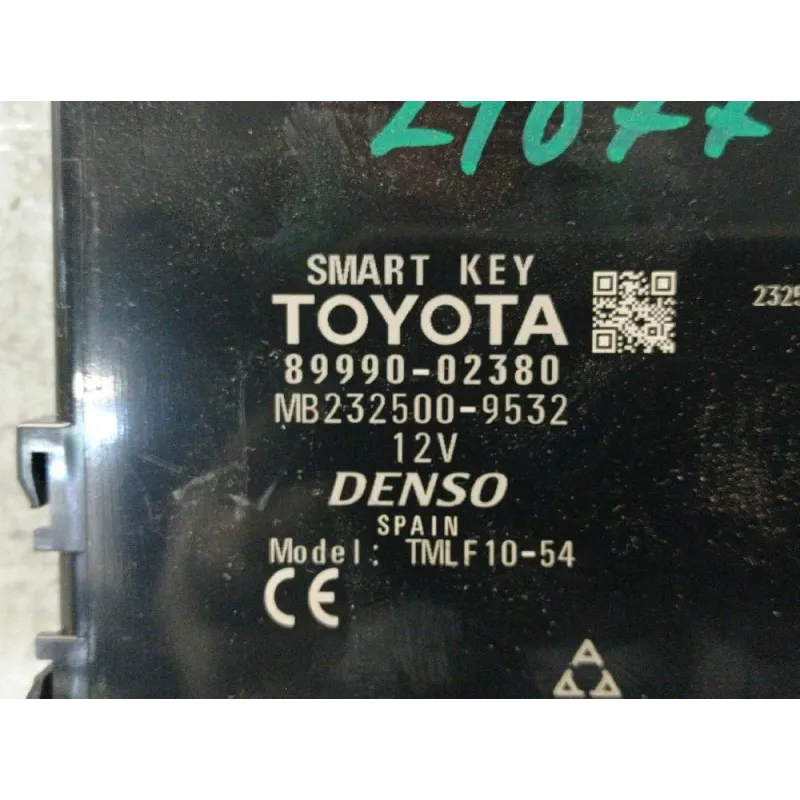 SMART KEY
TOYOTA
89990-02380
MB232500-9532
12V
DENSO
SPAIN
Model: TMLF10-54
CE